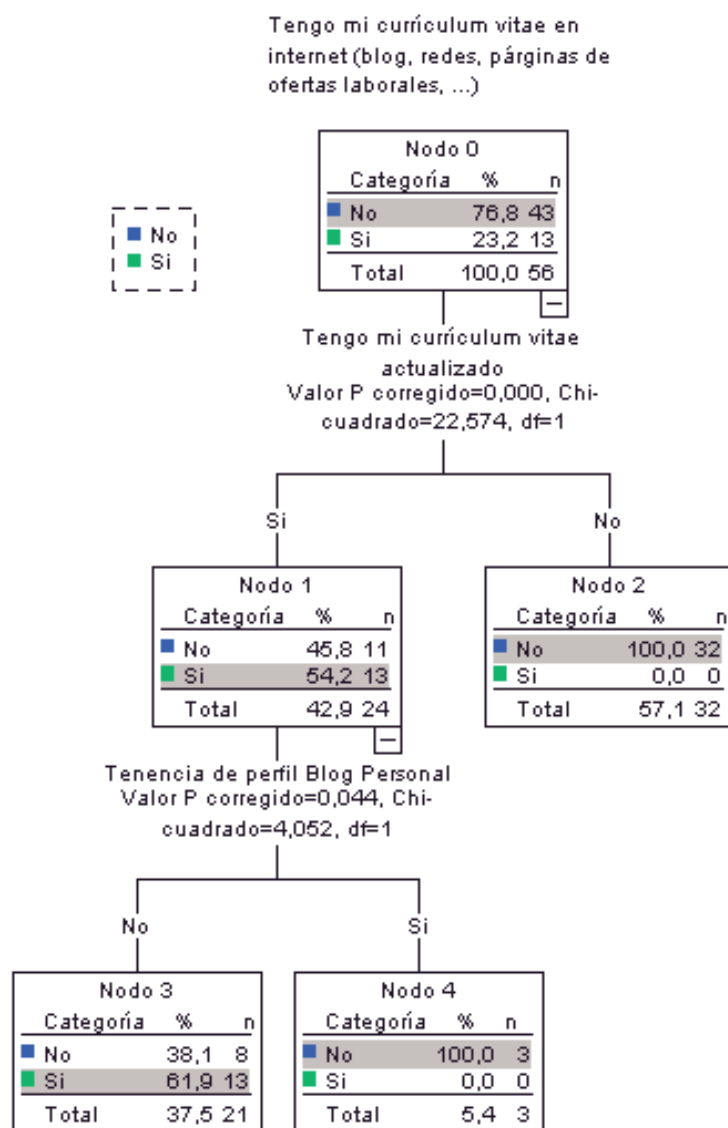 Tengo mi currículum vitae en
internet (blog, redes, párginas de
ofertas laborales, ...)
Nodo 0
Categoría % n
No 76,8 43
Si 23,2 13
Total 100,0 56
No
Si
Tengo mi currículum vitae
actualizado
Valor P corregido=0,000, Chi-
cuadrado=22,574, df=1
Si
No
Nodo 1
Categoría % n
No 45,8 11
Si 54,2 13
Total 42,9 24
Nodo 2
Categoría % n
No 100,0 32
Si 0,0 0
Total 57,1 32
Tenencia de perfil Blog Personal
Valor P corregido=0,044, Chi-
cuadrado=4,052, df=1
No
Si
Nodo 3
Categoría % n
No 38,1 8
Si 61,9 13
Total 37,5 21
Nodo 4
Categoría % n
No 100,0 3
Si 0,0 0
Total 5,4 3